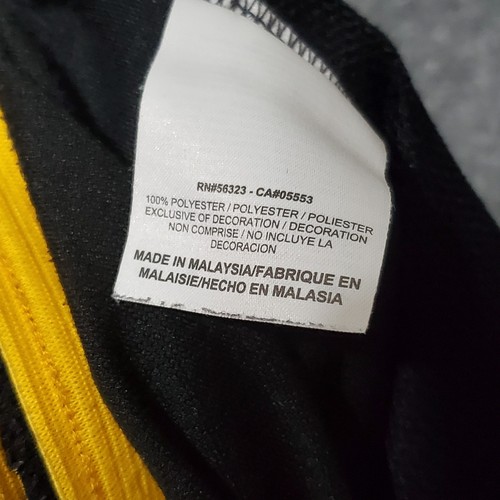 RN#56323 - CA#05553
100% POLYESTER / POLYESTER / POLIESTER
EXCLUSIVE OF DECORATION / DECORATION
NON COMPRISE / NO INCLUYE LA
DECORACION
MADE IN MALAYSIA/FABRIQUE EN
MALAISIE/HECHO EN MALASIA